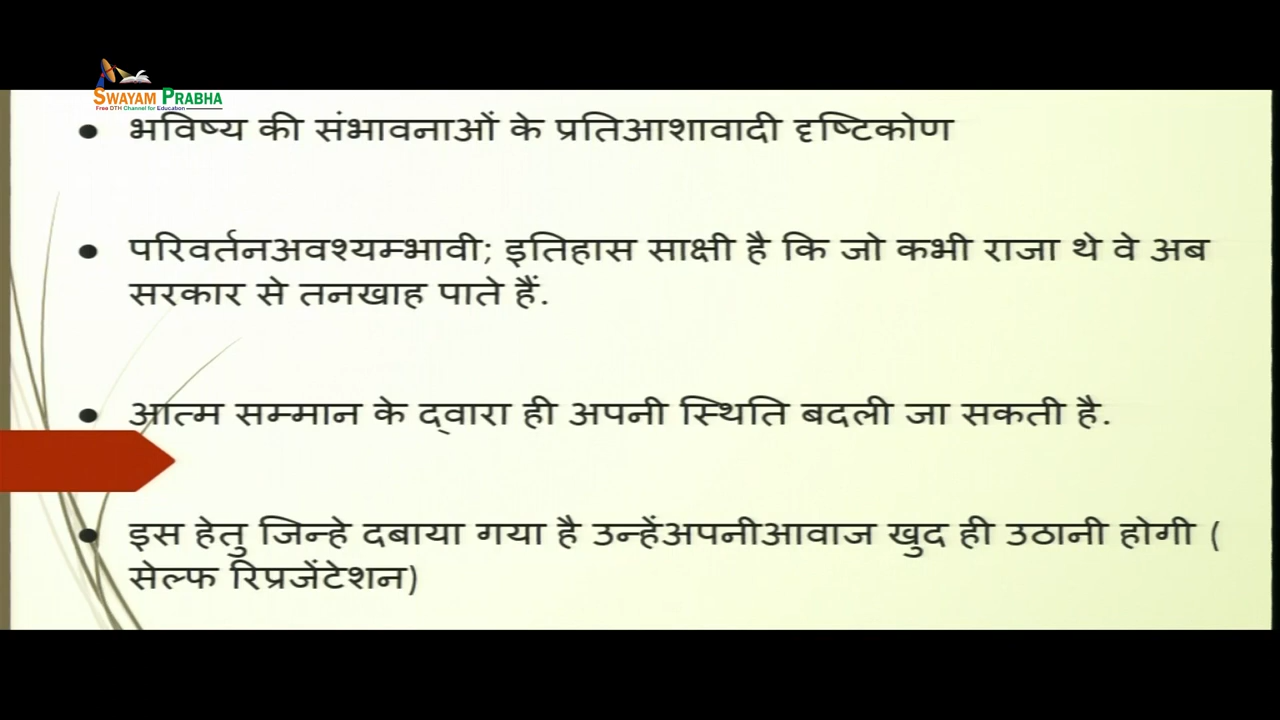 SWAYAM PRABHA
Free DTH Channel for Education
• भविष्य की संभावनाओं के प्रतिआशावादी दृष्टिकोण
• परिवर्तनअवश्यम्भावी; इतिहास साक्षी है कि जो कभी राजा थे वे अब
सरकार से तनखाह पाते हैं.
• आत्म सम्मान के द्वारा ही अपनी स्थिति बदली जा सकती है.
• इस हेतु जिन्हे दबाया गया है उन्हेंअपनीआवाज खुद ही उठानी होगी (
सेल्फ रिप्रजेंटेशन)